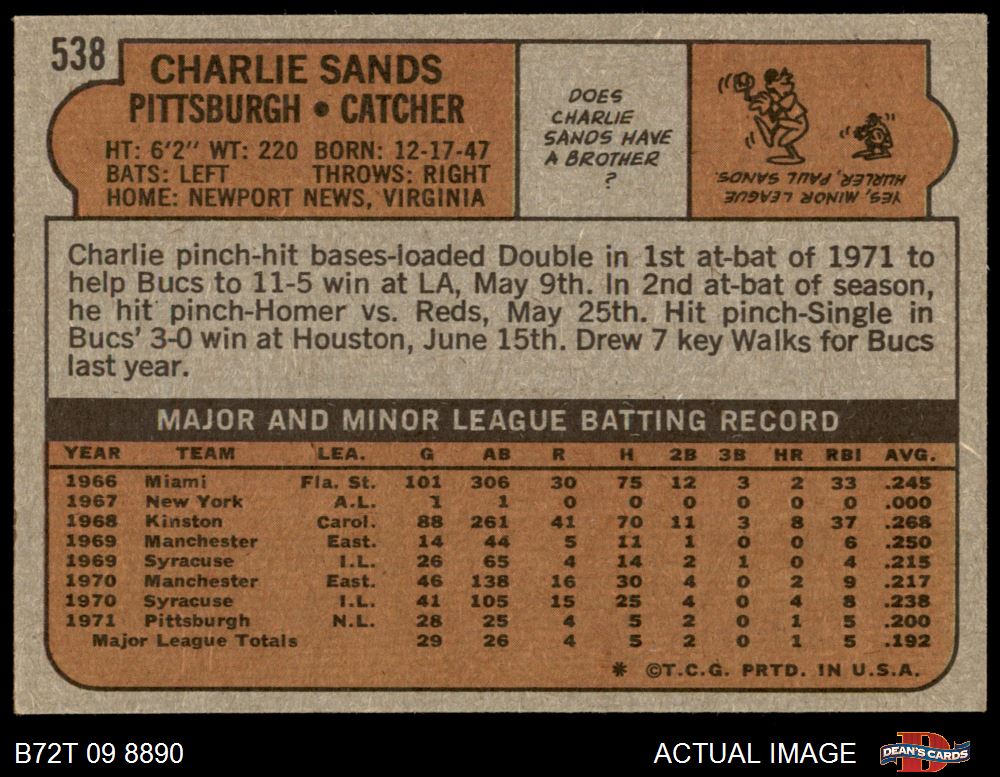 538
CHARLIE SANDS
PITTSBURGH • CATCHER
HT: 6'2" WT: 220 BORN: 12-17-47
BATS: LEFT THROWS: RIGHT
HOME: NEWPORT NEWS, VIRGINIA
DOES
CHARLIE
SANDS HAVE
A BROTHER
?
YES, MINOR LEAGUE
HURLER, PAUL SANDS.
Charlie pinch-hit bases-loaded Double in 1st at-bat of 1971 to
help Bucs to 11-5 win at LA, May 9th. In 2nd at-bat of season,
he hit pinch-Homer vs. Reds, May 25th. Hit pinch-Single in
Bucs' 3-0 win at Houston, June 15th. Drew 7 key Walks for Bucs
last year.
MAJOR AND MINOR LEAGUE BATTING RECORD
YEAR TEAM LEA. G AB R H 2B 3B HR RBI AVG.
1966 Miami Fla. St. 101 306 30 75 12 3 2 33 .245
1967 New York A.L. 1 1 0 0 0 0 0 0 .000
1968 Kinston Carol. 88 261 41 70 11 3 8 37 .268
1969 Manchester East. 14 44 5 11 1 0 0 6 .250
1969 Syracuse I.L. 26 65 4 14 2 1 0 4 .215
1970 Manchester East. 46 138 16 30 4 0 2 9 .217
1970 Syracuse I.L. 41 105 15 25 4 0 4 8 .238
1971 Pittsburgh N.L. 28 25 4 5 2 0 1 5 .200
Major League Totals 29 26 4 5 2 0 1 5 .192
* ©T.C.G. PRTD. IN U.S.A.
B72T 09 8890
ACTUAL IMAGE
DEAN'S CARDS